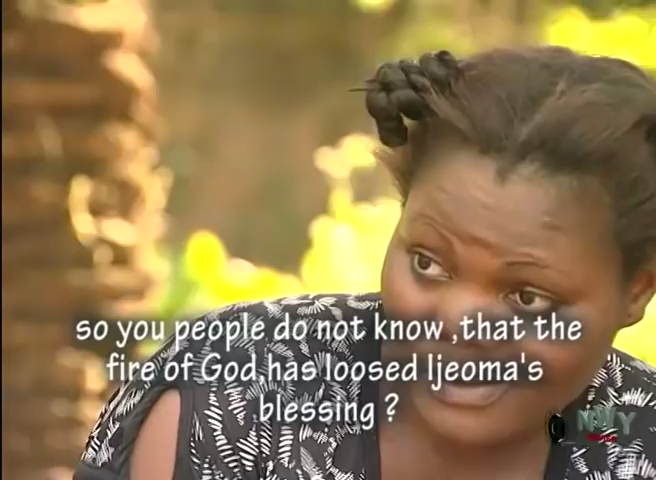 so you people do not know ,that the
fire of God has loosed Ijeoma's
blessing ?